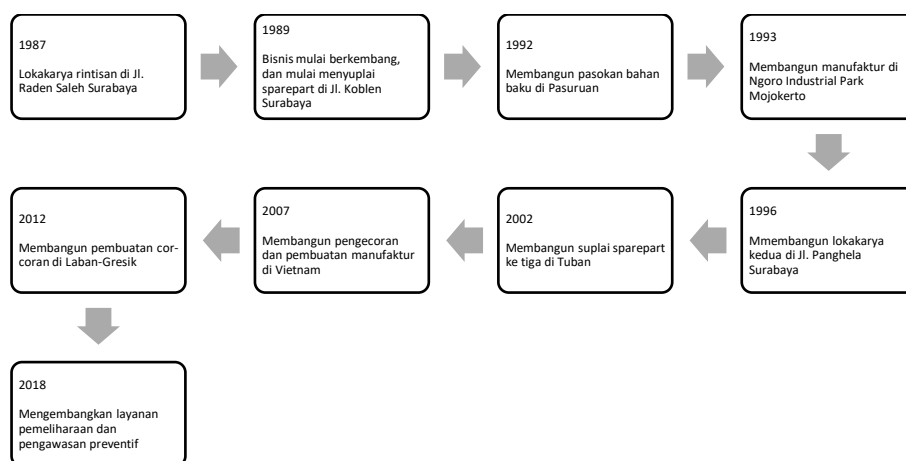 1987
Lokakarya rintisan di Jl.
Raden Saleh Surabaya
1989
Bisnis mulai berkembang,
dan mulai menyuplai
sparepart di Jl. Koblen
Surabaya
1992
Membangun pasokan bahan
baku di Pasuruan
1993
Membangun manufaktur di
Ngoro Industrial Park
Mojokerto
1996
Mmembangun lokakarya
kedua di Jl. Panghela
Surabaya
2002
Membangun suplai sparepart
ke tiga di Tuban
2007
Membangun pengecoran
dan pembuatan manufaktur
di Vietnam
2012
Membangun pembuatan cor-
coran di Laban-Gresik
2018
Mengembangkan layanan
pemeliharaan dan
pengawasan preventif